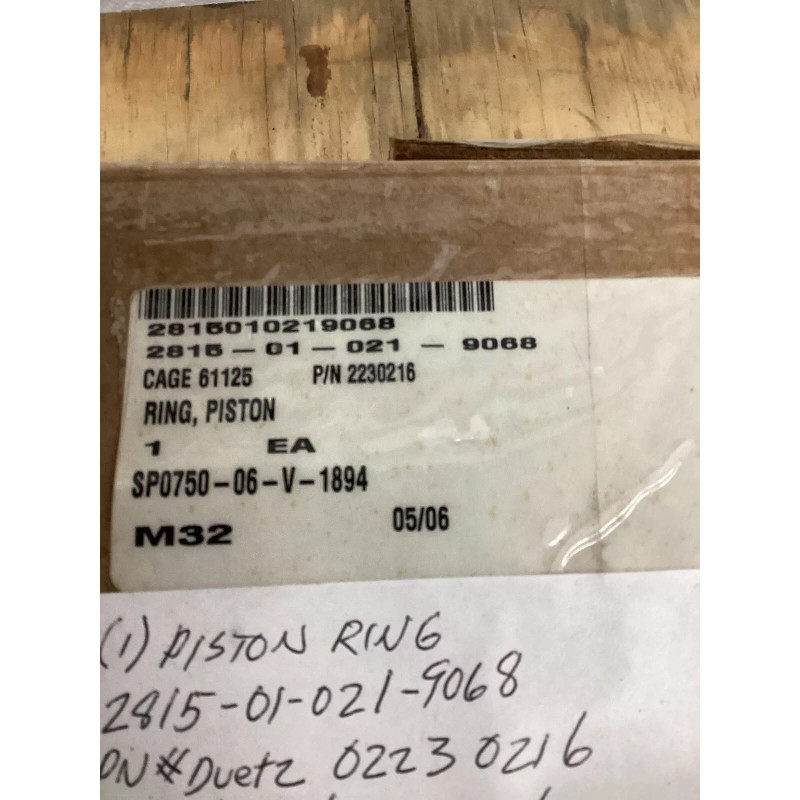 2815010219068
2815 - 01 - 021 - 9068
CAGE 61125 P/N 2230216
RING, PISTON
1 EA
SP0750-06-V-1894
M32 05/06
(1) PISTON RING
2815-01-021-9068
PN # Duetz 02230216